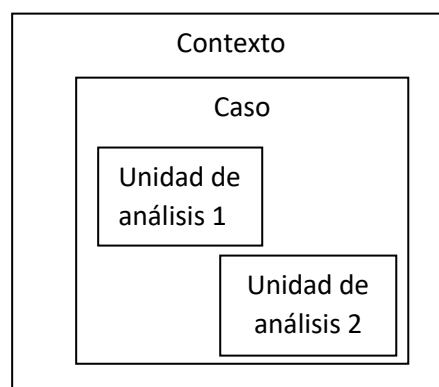 Contexto
Caso
Unidad de
análisis 1
Unidad de
análisis 2